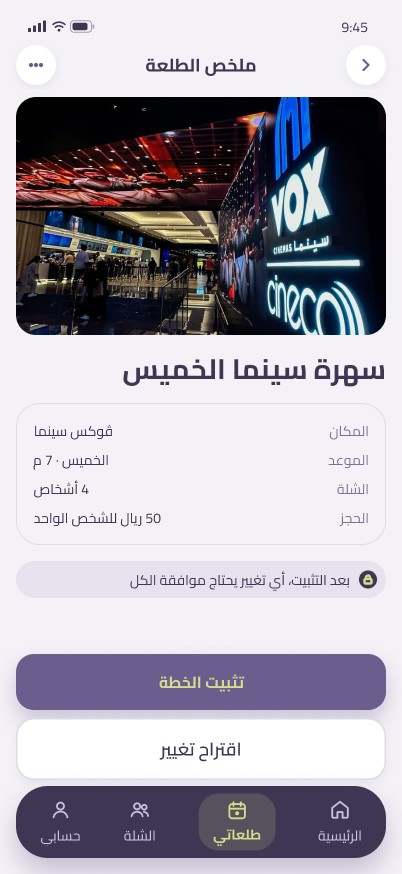 9:45
ملخص الطلعة
VOX
CINEMAS سينما
cineco
سهرة سينما الخميس
المكان ڤوكس سينما
الموعد الخميس · 7 م
الشلة 4 أشخاص
الحجز 50 ريال للشخص الواحد
بعد التثبيت، أي تغيير يحتاج موافقة الكل
تثبيت الخطة
اقتراح تغيير
الرئيسية طلعاتي الشلة حسابي